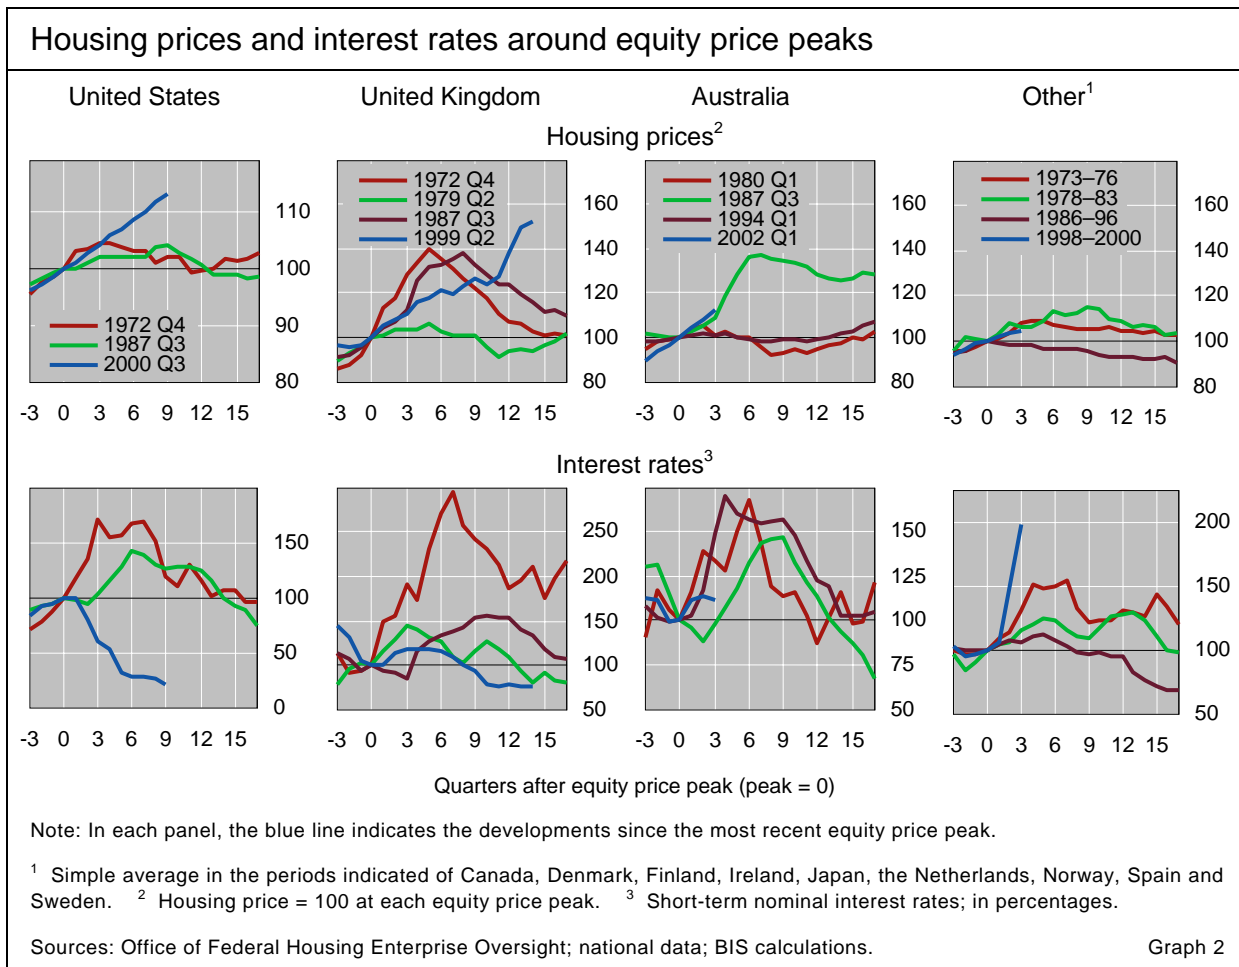 Housing prices and interest rates around equity price peaks
United States United Kingdom Australia Other1
Housing prices2
1972 Q4
1987 Q3
2000 Q3
110
100
90
80
-3 0 3 6 9 12 15
1972 Q4
1979 Q2
1987 Q3
1999 Q2
160
140
120
100
80
-3 0 3 6 9 12 15
1980 Q1
1987 Q3
1994 Q1
2002 Q1
160
140
120
100
80
-3 0 3 6 9 12 15
1973–76
1978–83
1986–96
1998–2000
160
140
120
100
80
-3 0 3 6 9 12 15
Interest rates3
150
100
50
0
-3 0 3 6 9 12 15
250
200
150
100
50
-3 0 3 6 9 12 15
150
125
100
75
50
-3 0 3 6 9 12 15
200
150
100
50
-3 0 3 6 9 12 15
Quarters after equity price peak (peak = 0)
Note: In each panel, the blue line indicates the developments since the most recent equity price peak.
1 Simple average in the periods indicated of Canada, Denmark, Finland, Ireland, Japan, the Netherlands, Norway, Spain and
Sweden. 2 Housing price = 100 at each equity price peak. 3 Short-term nominal interest rates; in percentages.
Sources: Office of Federal Housing Enterprise Oversight; national data; BIS calculations. Graph 2